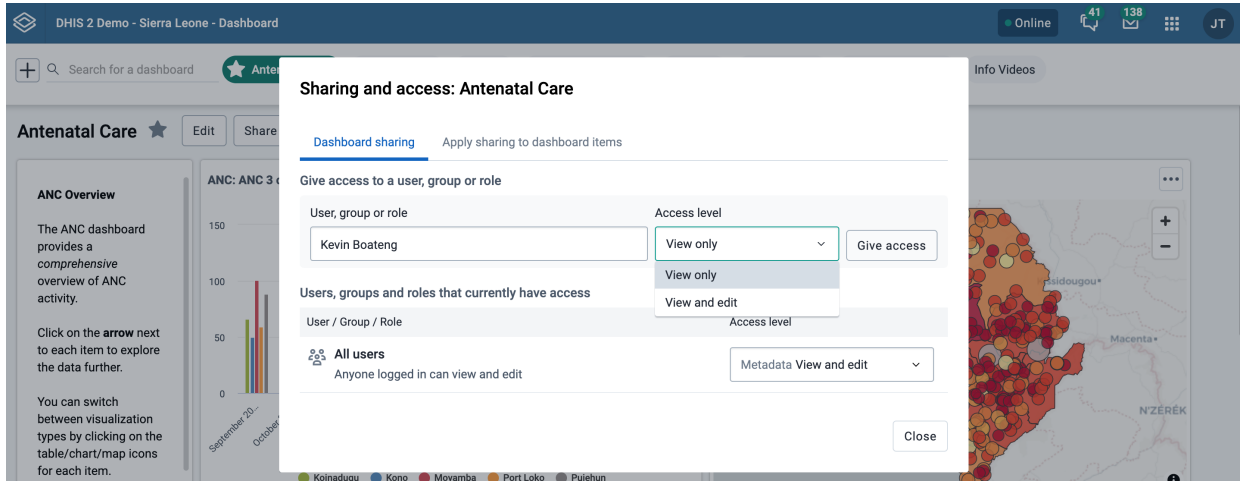 DHIS 2 Demo - Sierra Leone - Dashboard
Online
41
138
JT
Search for a dashboard
Info Videos
Antenatal Care
Edit
Share
ANC Overview
The ANC dashboard
provides a
comprehensive
overview of ANC
activity.
Click on the arrow next
to each item to explore
the data further.
You can switch
between visualization
types by clicking on the
table/chart/map icons
for each item.
ANC: ANC 3
150
100
50
0
September 20...
Koinadugu
Kono
Moyamba
Port Loko
Pujehun
Sharing and access: Antenatal Care
Dashboard sharing
Apply sharing to dashboard items
Give access to a user, group or role
User, group or role
Access level
Kevin Boateng
View only
Give access
View only
View and edit
Users, groups and roles that currently have access
User / Group / Role
Access level
All users
Anyone logged in can view and edit
Metadata View and edit
Close
Macenta
N'ZÉRÉK